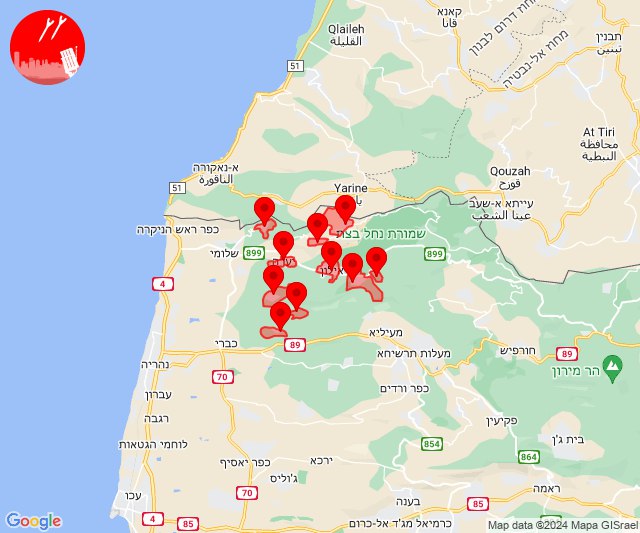 קאנא
قانا
מחוז דרום לבנון
מחוז אל-נבטיה
תבנין
تبنين
Qlaileh
القليلة
51
At Tiri
محافظة
النبطية
א-נאקורה
الناقورة
51
Yarine
Qouzah
قوزح
עייתא א-שעב
عيتا الشعب
כפר ראש הניקרה
שמורת נחל בצת
שלומי
899
899
אילון
4
כברי
89
מעיליא
מעלות תרשיחא
חורפיש
89
הר מירון
נהריה
70
עברון
כפר ורדים
רגבה
פקיעין
לוחמי הגטאות
854
בית ג'ן
כפר יאסיף
ירכא
864
ג'וליס
עכו
70
ראמה
בענה
85
4
85
כרמיאל
מג'ד אל-כרום
Google
Map data ©2024 Mapa GISrael